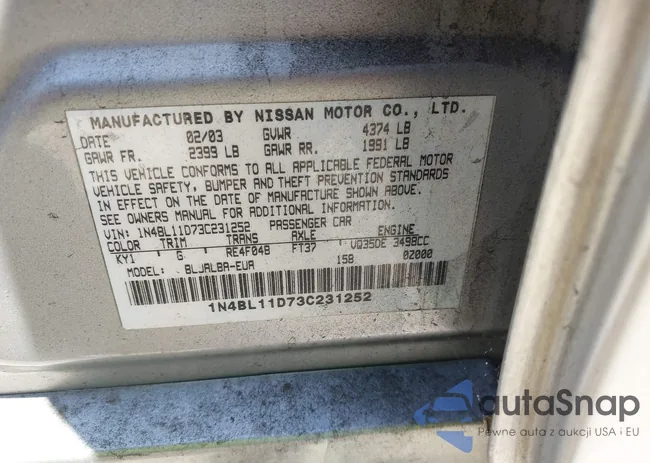 MANUFACTURED BY NISSAN MOTOR CO., LTD.
DATE 02/03 GVWR 4374 LB
GAWR FR. 2399 LB GAWR RR. 1991 LB
THIS VEHICLE CONFORMS TO ALL APPLICABLE FEDERAL MOTOR
VEHICLE SAFETY, BUMPER AND THEFT PREVENTION STANDARDS
IN EFFECT ON THE DATE OF MANUFACTURE SHOWN ABOVE.
SEE OWNERS MANUAL FOR ADDITIONAL INFORMATION.
VIN: 1N4BL11D73C231252 PASSENGER CAR
COLOR TRIM TRANS AXLE ENGINE
KY1 G RE4F04B FT37 VQ35DE 3498CC
MODEL: BLJALBA-EUA 158 02000
1N4BL11D73C231252
autoSnap
Pewne auta z aukcji USA i EU